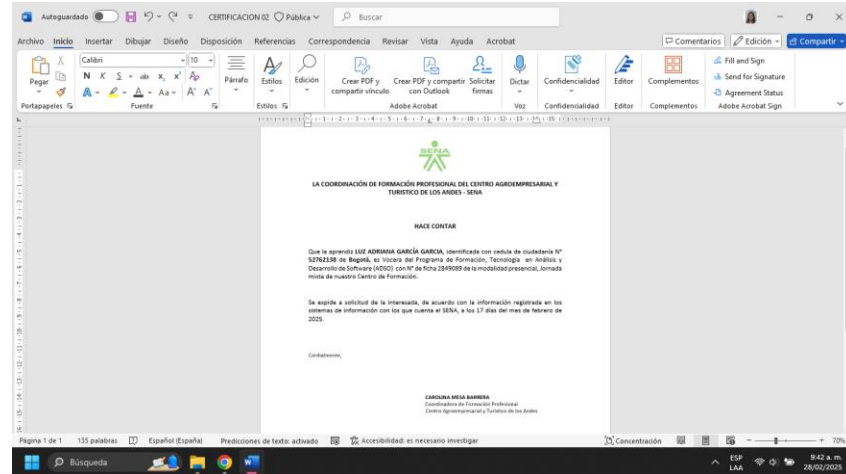 Autoguardado
CERTIFICACION 02
Pública
Buscar
Archivo Inicio Insertar Dibujar Diseño Disposición Referencias Correspondencia Revisar Vista Ayuda Acrobat
Comentarios
Edición
Compartir
Pegar
Calibri
10
N K S ab x, x'
Aa
Párrafo
Estilos
Edición
Crear PDF y compartir vínculo
Crear PDF y compartir con Outlook
Solicitar firmas
Dictar
Confidencialidad
Editor
Complementos
Fill and Sign
Send for Signature
Agreement Status
Portapapeles
Fuente
Estilos
Adobe Acrobat
Voz
Confidencialidad
Editor
Complementos
Adobe Acrobat Sign
SENA
LA COORDINACIÓN DE FORMACIÓN PROFESIONAL DEL CENTRO AGROEMPRESARIAL Y
TURISTICO DE LOS ANDES - SENA
HACE CONTAR
Que la aprendiz LUZ ADRIANA GARCÍA GARCIA, identificada con cedula de ciudadanía N°
52762138 de Bogotá, es Vocera del Programa de Formación, Tecnología en Análisis y
Desarrollo de Software (ADSO) con N° de ficha 2849089 de la modalidad presencial, Jornada
mixta de nuestro Centro de Formación.
Se expide a solicitud de la interesada, de acuerdo con la información registrada en los
sistemas de información con los que cuenta el SENA, a los 17 días del mes de febrero de
2025.
Cordialmente,
CAROLINA MESA BARRERA
Coordinadora de Formación Profesional
Centro Agroempresarial y Turístico de los Andes
Página 1 de 1 135 palabras Español (España) Predicciones de texto: activado Accesibilidad: es necesario investigar Concentración 70%
Búsqueda
ESP
LAA
9:42 a. m.
28/02/2025